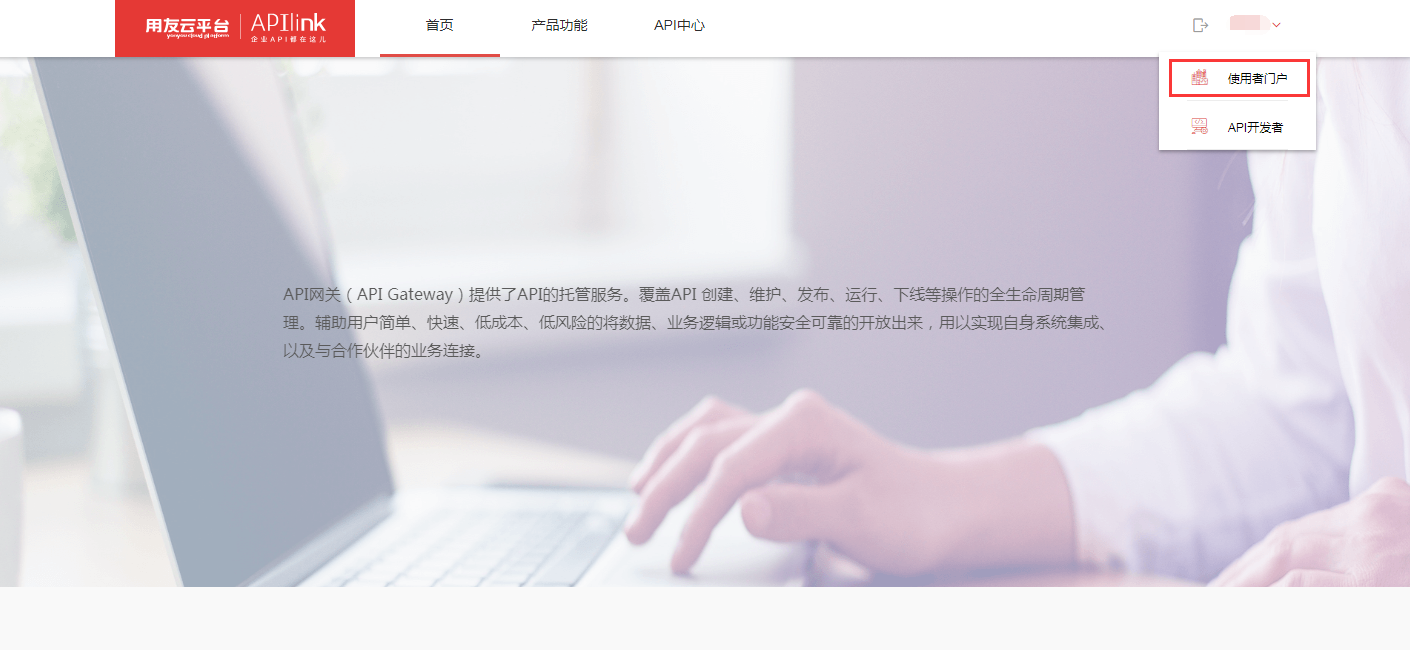 用友云平台
yonyou cloud platform
APIlink
企业API都在这儿
首页
产品功能
API中心
使用者门户
API开发者
API网关（API Gateway）提供了API的托管服务。覆盖API 创建、维护、发布、运行、下线等操作的全生命周期管
理。辅助用户简单、快速、低成本、低风险的将数据、业务逻辑或功能安全可靠的开放出来，用以实现自身系统集成、
以及与合作伙伴的业务连接。